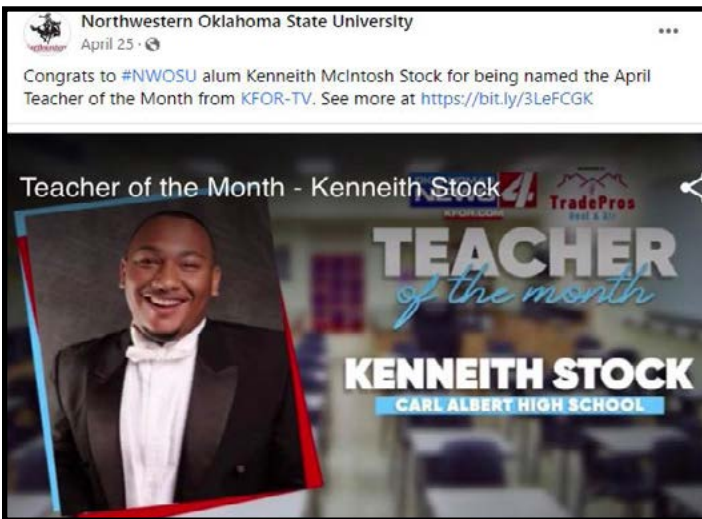 Northwestern Oklahoma State University
April 25 ·
Congrats to #NWOSU alum Kenneith McIntosh Stock for being named the April
Teacher of the Month from KFOR-TV. See more at https://bit.ly/3LeFCGK
Teacher of the Month - Kenneith Stock
NEWS 4
KFOR.COM
TradePros
Heat & Air
TEACHER
of the month
KENNEITH STOCK
CARL ALBERT HIGH SCHOOL